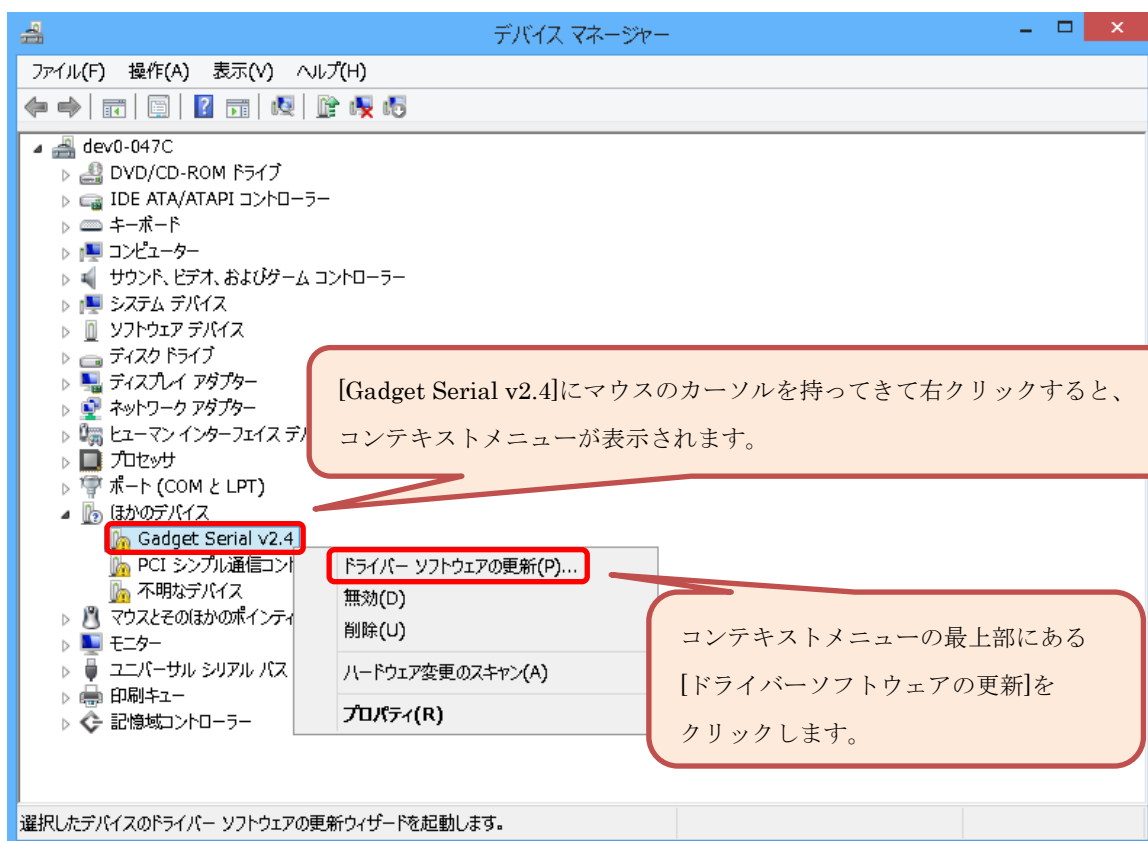 デバイス マネージャー
ファイル(F) 操作(A) 表示(V) ヘルプ(H)
dev0-047C
DVD/CD-ROM ドライブ
IDE ATA/ATAPI コントローラー
キーボード
コンピューター
サウンド、ビデオ、およびゲーム コントローラー
システム デバイス
ソフトウェア デバイス
ディスク ドライブ
ディスプレイ アダプター
ネットワーク アダプター
ヒューマン インターフェイス デ
プロセッサ
ポート (COM と LPT)
ほかのデバイス
Gadget Serial v2.4
PCI シンプル通信コント
不明なデバイス
マウスとそのほかのポインティ
モニター
ユニバーサル シリアル バス
印刷キュー
記憶域コントローラー
[Gadget Serial v2.4]にマウスのカーソルを持ってきて右クリックすると、
コンテキストメニューが表示されます。
ドライバー ソフトウェアの更新(P)...
無効(D)
削除(U)
ハードウェア変更のスキャン(A)
プロパティ(R)
コンテキストメニューの最上部にある
[ドライバーソフトウェアの更新]を
クリックします。
選択したデバイスのドライバー ソフトウェアの更新ウィザードを起動します。